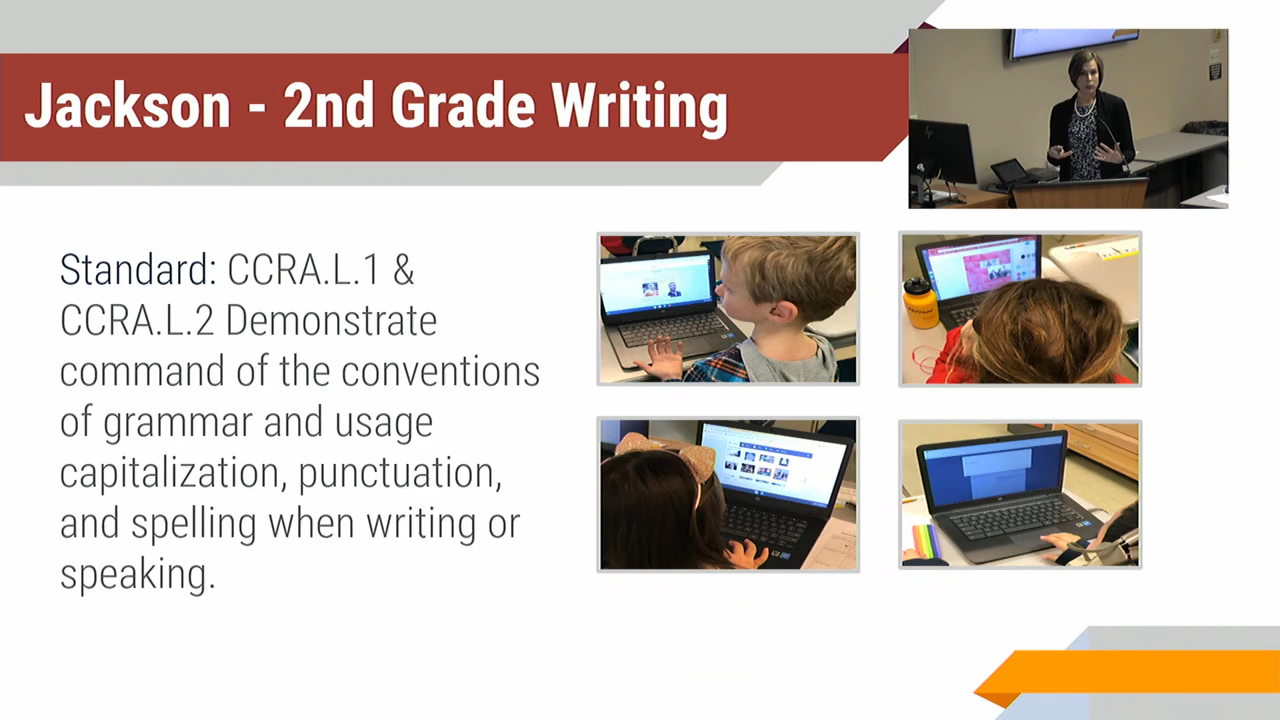 Jackson - 2nd Grade Writing
Standard: CCRA.L.1 &
CCRA.L.2 Demonstrate
command of the conventions
of grammar and usage
capitalization, punctuation,
and spelling when writing or
speaking.